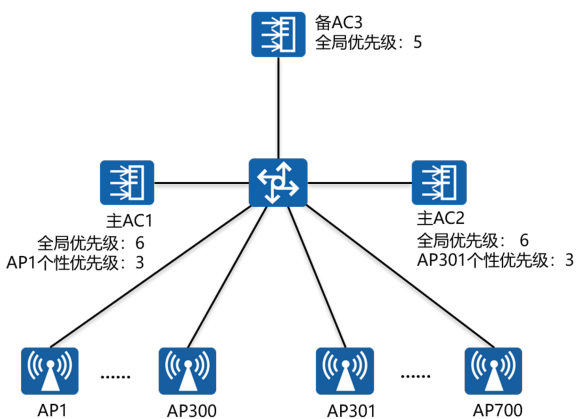 备AC3
全局优先级：5
主AC1
全局优先级：6
AP1个性优先级：3
主AC2
全局优先级： 6
AP301个性优先级：3
AP1
......
AP300
AP301
......
AP700